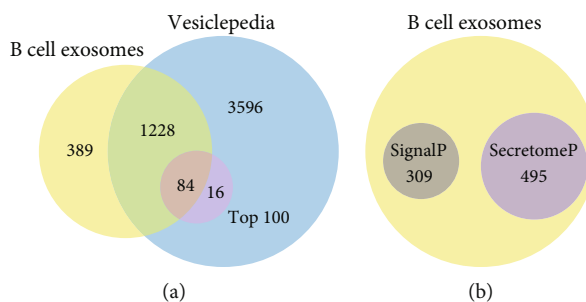 Vesiclepedia
B cell exosomes
3596
1228
389
84
16
Top 100
(a)
B cell exosomes
SignalP
309
SecretomeP
495
(b)